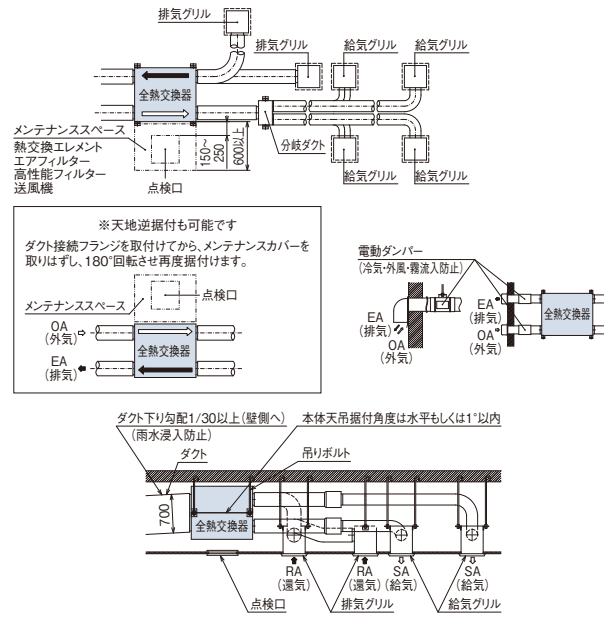 排気グリル
排気グリル
給気グリル
給気グリル
全熱交換器
メンテナンススペース
熱交換エレメント
エアフィルター
高性能フィルター
送風機
点検口
150～
250
600以上
分岐ダクト
給気グリル
給気グリル
※天地逆据付も可能です
ダクト接続フランジを取付けてから、メンテナンスカバーを
取りはずし、180°回転させ再度据付けます。
メンテナンススペース
点検口
OA
(外気)
EA
(排気)
全熱交換器
電動ダンパー
(冷気・外風・霧流入防止)
EA
(排気)
OA
(外気)
EA
(排気)
OA
(外気)
全熱交換器
ダクト下り勾配1/30以上(壁側へ)
(雨水浸入防止)
ダクト
本体天吊据付角度は水平もしくは1°以内
吊りボルト
700
全熱交換器
RA
(還気)
RA
(還気)
SA
(給気)
SA
(給気)
点検口
排気グリル
給気グリル